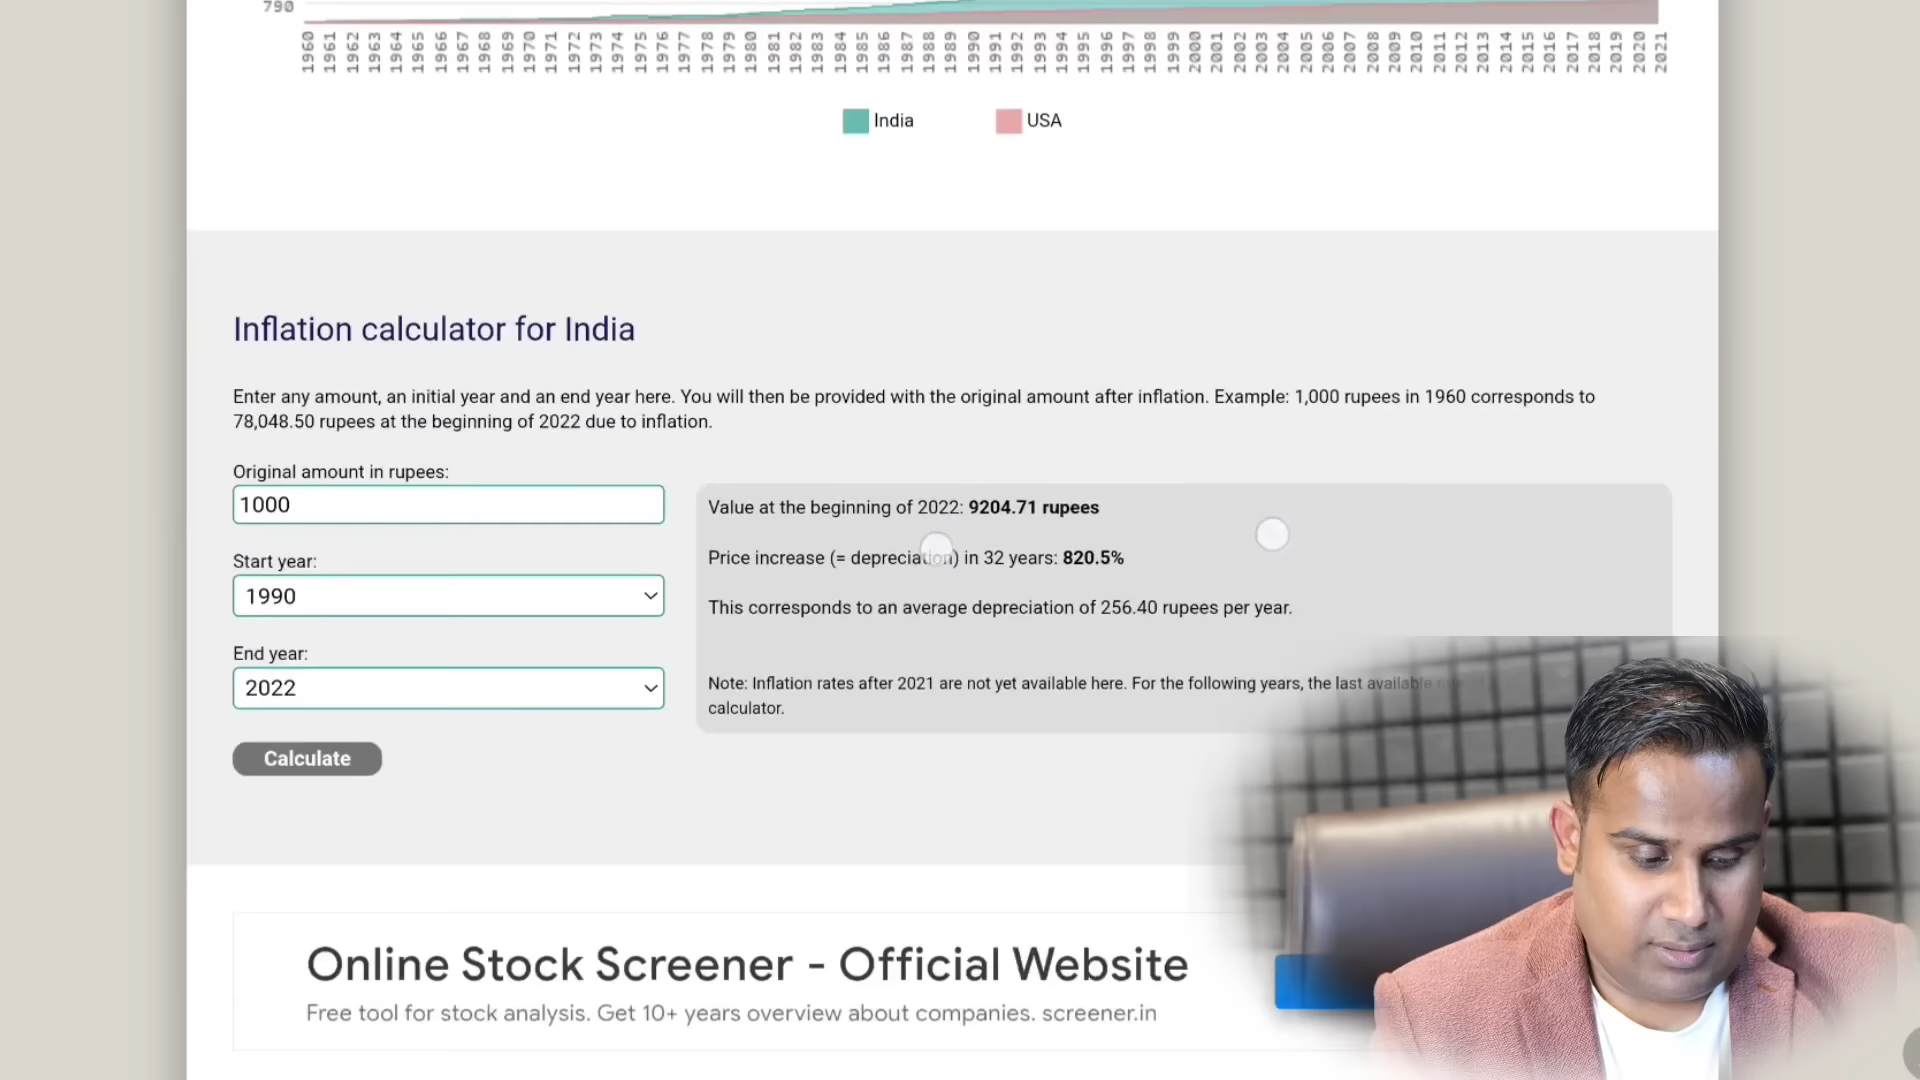 790
1960 1961 1962 1963 1964 1965 1966 1967 1968 1969 1970 1971 1972 1973 1974 1975 1976 1977 1978 1979 1980 1981 1982 1983 1984 1985 1986 1987 1988 1989 1990 1991 1992 1993 1994 1995 1996 1997 1998 1999 2000 2001 2002 2003 2004 2005 2006 2007 2008 2009 2010 2011 2012 2013 2014 2015 2016 2017 2018 2019 2020 2021
India USA
Inflation calculator for India
Enter any amount, an initial year and an end year here. You will then be provided with the original amount after inflation. Example: 1,000 rupees in 1960 corresponds to
78,048.50 rupees at the beginning of 2022 due to inflation.
Original amount in rupees:
1000
Start year:
1990
End year:
2022
Calculate
Value at the beginning of 2022: 9204.71 rupees
Price increase (= depreciation) in 32 years: 820.5%
This corresponds to an average depreciation of 256.40 rupees per year.
Note: Inflation rates after 2021 are not yet available here. For the following years, the last available
calculator.
Online Stock Screener - Official Website
Free tool for stock analysis. Get 10+ years overview about companies. screener.in